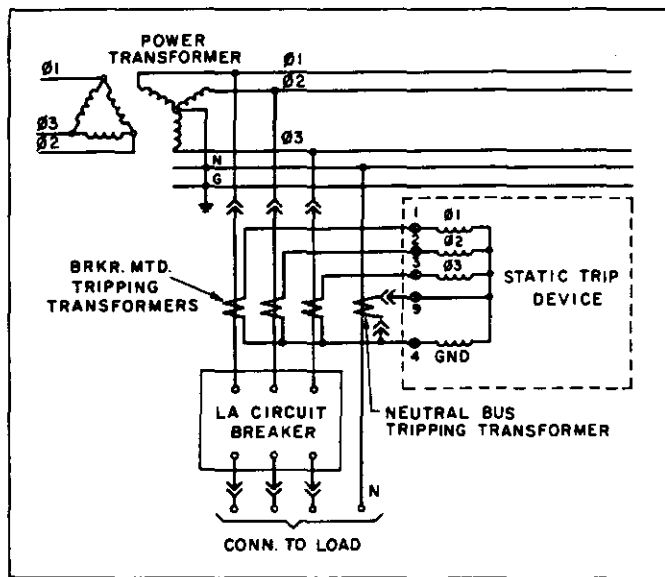 POWER
TRANSFORMER
Ø1
Ø1
Ø2
Ø3
Ø2
Ø3
N
G
1
Ø1
2
Ø2
3
Ø3
BRKR. MTD.
TRIPPING
TRANSFORMERS
STATIC TRIP
DEVICE
9
4
GND
LA CIRCUIT
BREAKER
NEUTRAL BUS
TRIPPING TRANSFORMER
N
CONN. TO LOAD